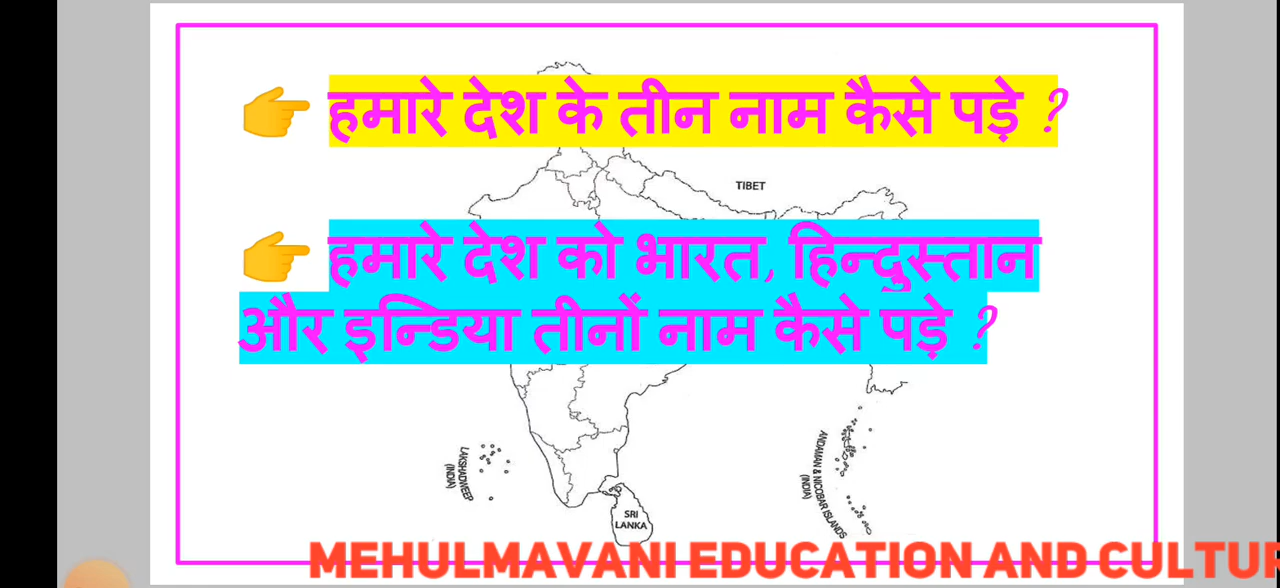 👉 हमारे देश के तीन नाम कैसे पड़े ?
TIBET
👉 हमारे देश को भारत, हिन्दुस्तान
और इन्डिया तीनों नाम कैसे पड़े ?
LAKSHADWEEP
(INDIA)
ANDAMAN & NICOBAR ISLANDS
(INDIA)
SRI
LANKA
MEHULMAVANI EDUCATION AND CULTUR